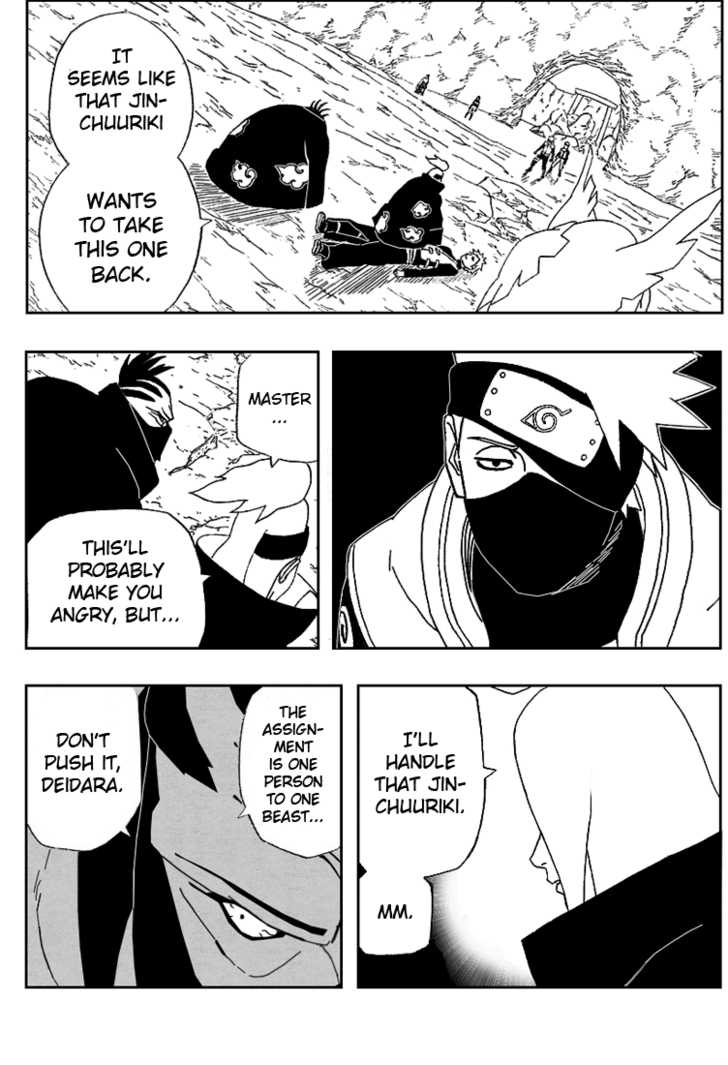 IT
SEEMS LIKE
THAT JIN-
CHUURIKI
WANTS
TO TAKE
THIS ONE
BACK.
MASTER
...
THIS'LL
PROBABLY
MAKE YOU
ANGRY, BUT...
I'LL
HANDLE
THAT JIN-
CHUURIKI.
MM.
THE
ASSIGN-
MENT
IS ONE
PERSON
TO ONE
BEAST...
DON'T
PUSH IT,
DEIDARA.